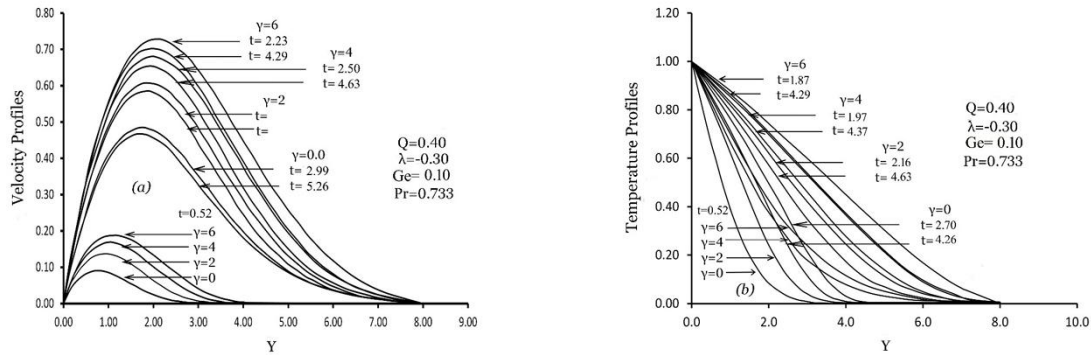 Velocity Profiles
0.80
0.70
0.60
0.50
0.40
0.30
0.20
0.10
0.00
0.00
1.00
2.00
3.00
4.00
5.00
6.00
7.00
8.00
9.00
Y
γ=6
t= 2.23
t= 4.29
γ=4
t= 2.50
t= 4.63
γ=2
t=
t=
γ=0.0
t= 2.99
t= 5.26
(a)
t=0.52
γ=6
γ=4
γ=2
γ=0
Q=0.40
λ=-0.30
Ge= 0.10
Pr=0.733
Temperature Profiles
1.20
1.00
0.80
0.60
0.40
0.20
0.00
0.0
2.0
4.0
6.0
8.0
10.0
Y
γ=6
t=1.87
t=4.29
γ=4
t= 1.97
t= 4.37
γ=2
t= 2.16
t= 4.63
γ=0
t= 2.70
t= 4.26
t=0.52
γ=6
γ=4
γ=2
γ=0
(b)
Q=0.40
λ=-0.30
Ge= 0.10
Pr=0.733